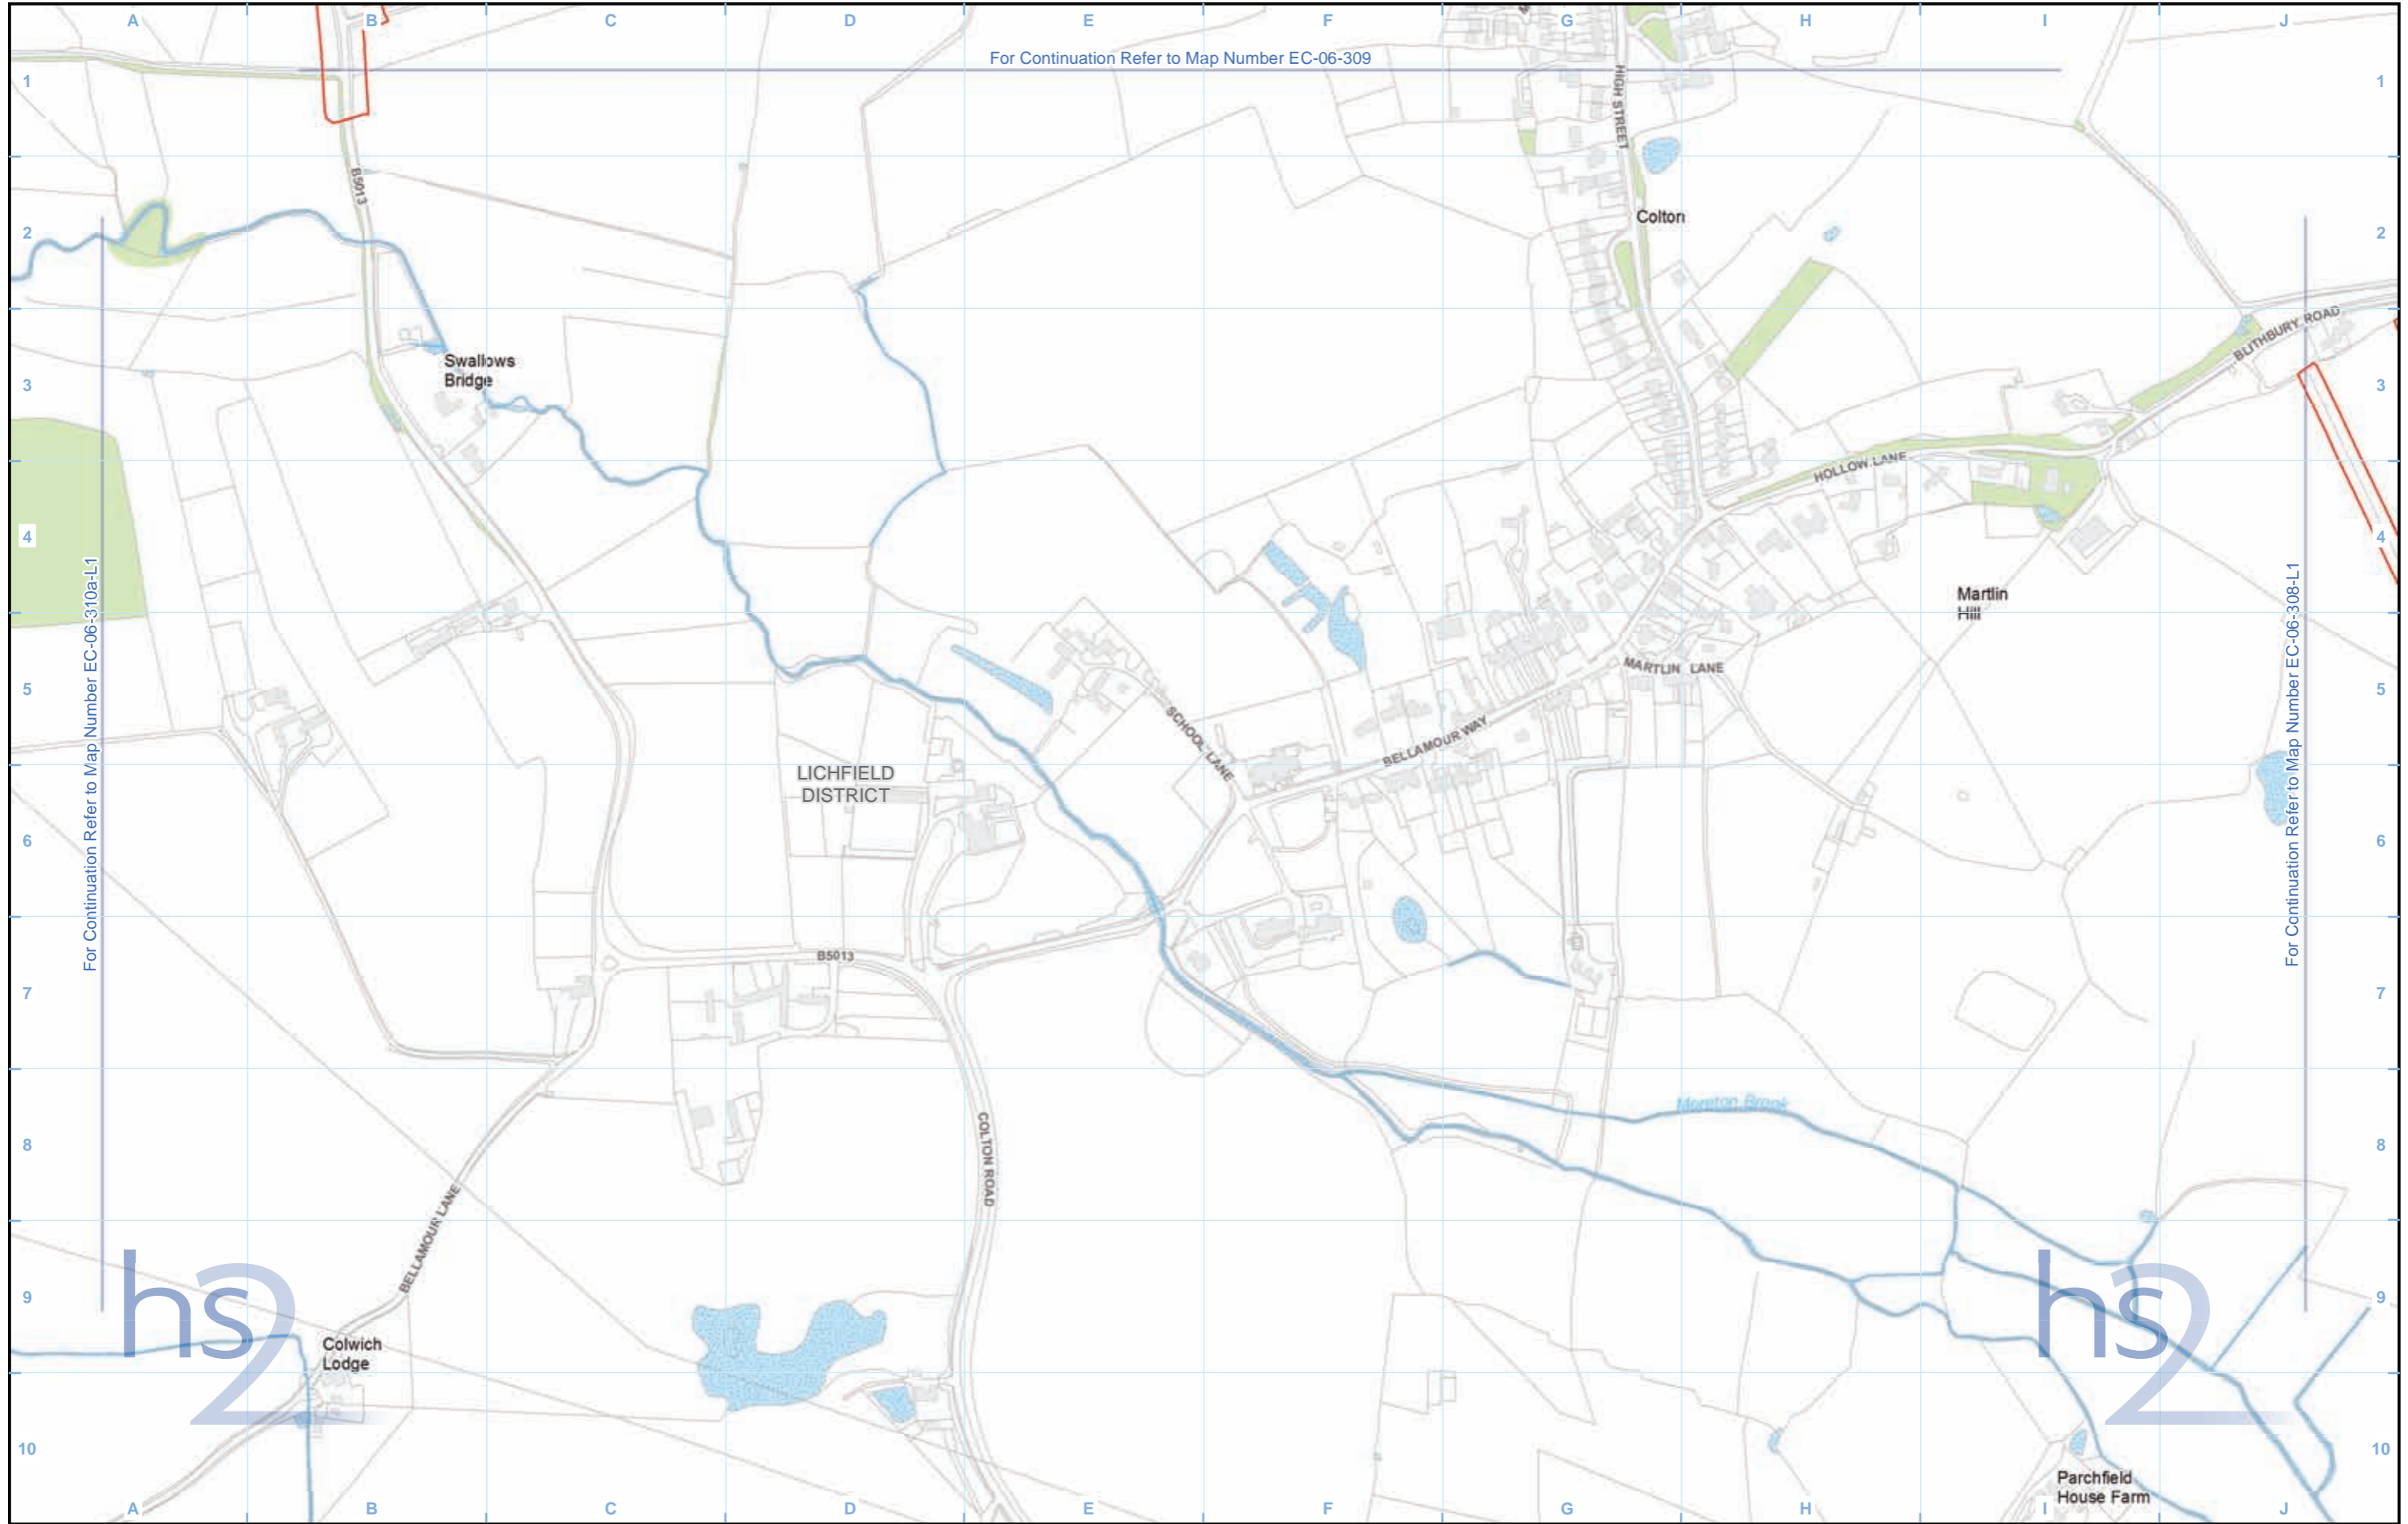 A B C D E F G H I J
For Continuation Refer to Map Number EC-06-309
1 1
HIGH STREET
B5013
Colton
2 2
BLITHBURY ROAD
Swallows
Bridge
3 3
HOLLOW LANE
4 4
For Continuation Refer to Map Number EC-06-310a-L1
For Continuation Refer to Map Number EC-06-308-L1
Martlin
Hill
MARTLIN LANE
5 5
SCHOOL LANE
BELLAMOUR WAY
LICHFIELD
DISTRICT
6 6
B5013
7 7
Moreton Brook
COLTON ROAD
8 8
BELLAMOUR LANE
hs2 hs2
9 9
Colwich
Lodge
10 10
Parchfield
House Farm
A B C D E F G H I J